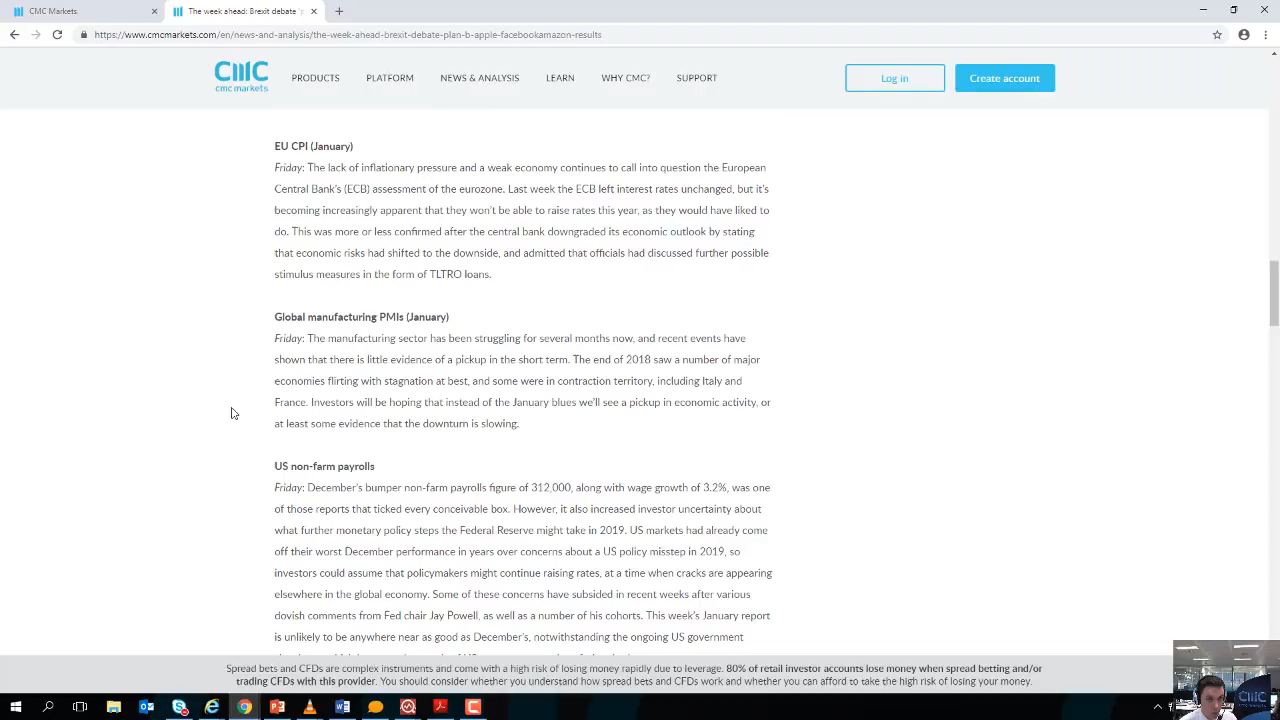 CMC Markets
The week ahead: Brexit debate 'p
https://www.cmcmarkets.com/en/news-and-analysis/the-week-ahead-brexit-debate-plan-b-apple-facebookamazon-results
cmc markets
PRODUCTS
PLATFORM
NEWS & ANALYSIS
LEARN
WHY CMC?
SUPPORT
Log in
Create account
EU CPI (January)
Friday: The lack of inflationary pressure and a weak economy continues to call into question the European
Central Bank's (ECB) assessment of the eurozone. Last week the ECB left interest rates unchanged, but it's
becoming increasingly apparent that they won't be able to raise rates this year, as they would have liked to
do. This was more or less confirmed after the central bank downgraded its economic outlook by stating
that economic risks had shifted to the downside, and admitted that officials had discussed further possible
stimulus measures in the form of TLTRO loans.
Global manufacturing PMIs (January)
Friday: The manufacturing sector has been struggling for several months now, and recent events have
shown that there is little evidence of a pickup in the short term. The end of 2018 saw a number of major
economies flirting with stagnation at best, and some were in contraction territory, including Italy and
France. Investors will be hoping that instead of the January blues we'll see a pickup in economic activity, or
at least some evidence that the downturn is slowing.
US non-farm payrolls
Friday: December's bumper non-farm payrolls figure of 312,000, along with wage growth of 3.2%, was one
of those reports that ticked every conceivable box. However, it also increased investor uncertainty about
what further monetary policy steps the Federal Reserve might take in 2019. US markets had already come
off their worst December performance in years over concerns about a US policy misstep in 2019, so
investors could assume that policymakers might continue raising rates, at a time when cracks are appearing
elsewhere in the global economy. Some of these concerns have subsided in recent weeks after various
dovish comments from Fed chair Jay Powell, as well as a number of his cohorts. This week's January report
is unlikely to be anywhere near as good as December's, notwithstanding the ongoing US government
Spread bets and CFDs are complex instruments and come with a high risk of losing money rapidly due to leverage. 80% of retail investor accounts lose money when spread betting and/or
trading CFDs with this provider. You should consider whether you understand how spread bets and CFDs work and whether you can afford to take the high risk of losing your money.